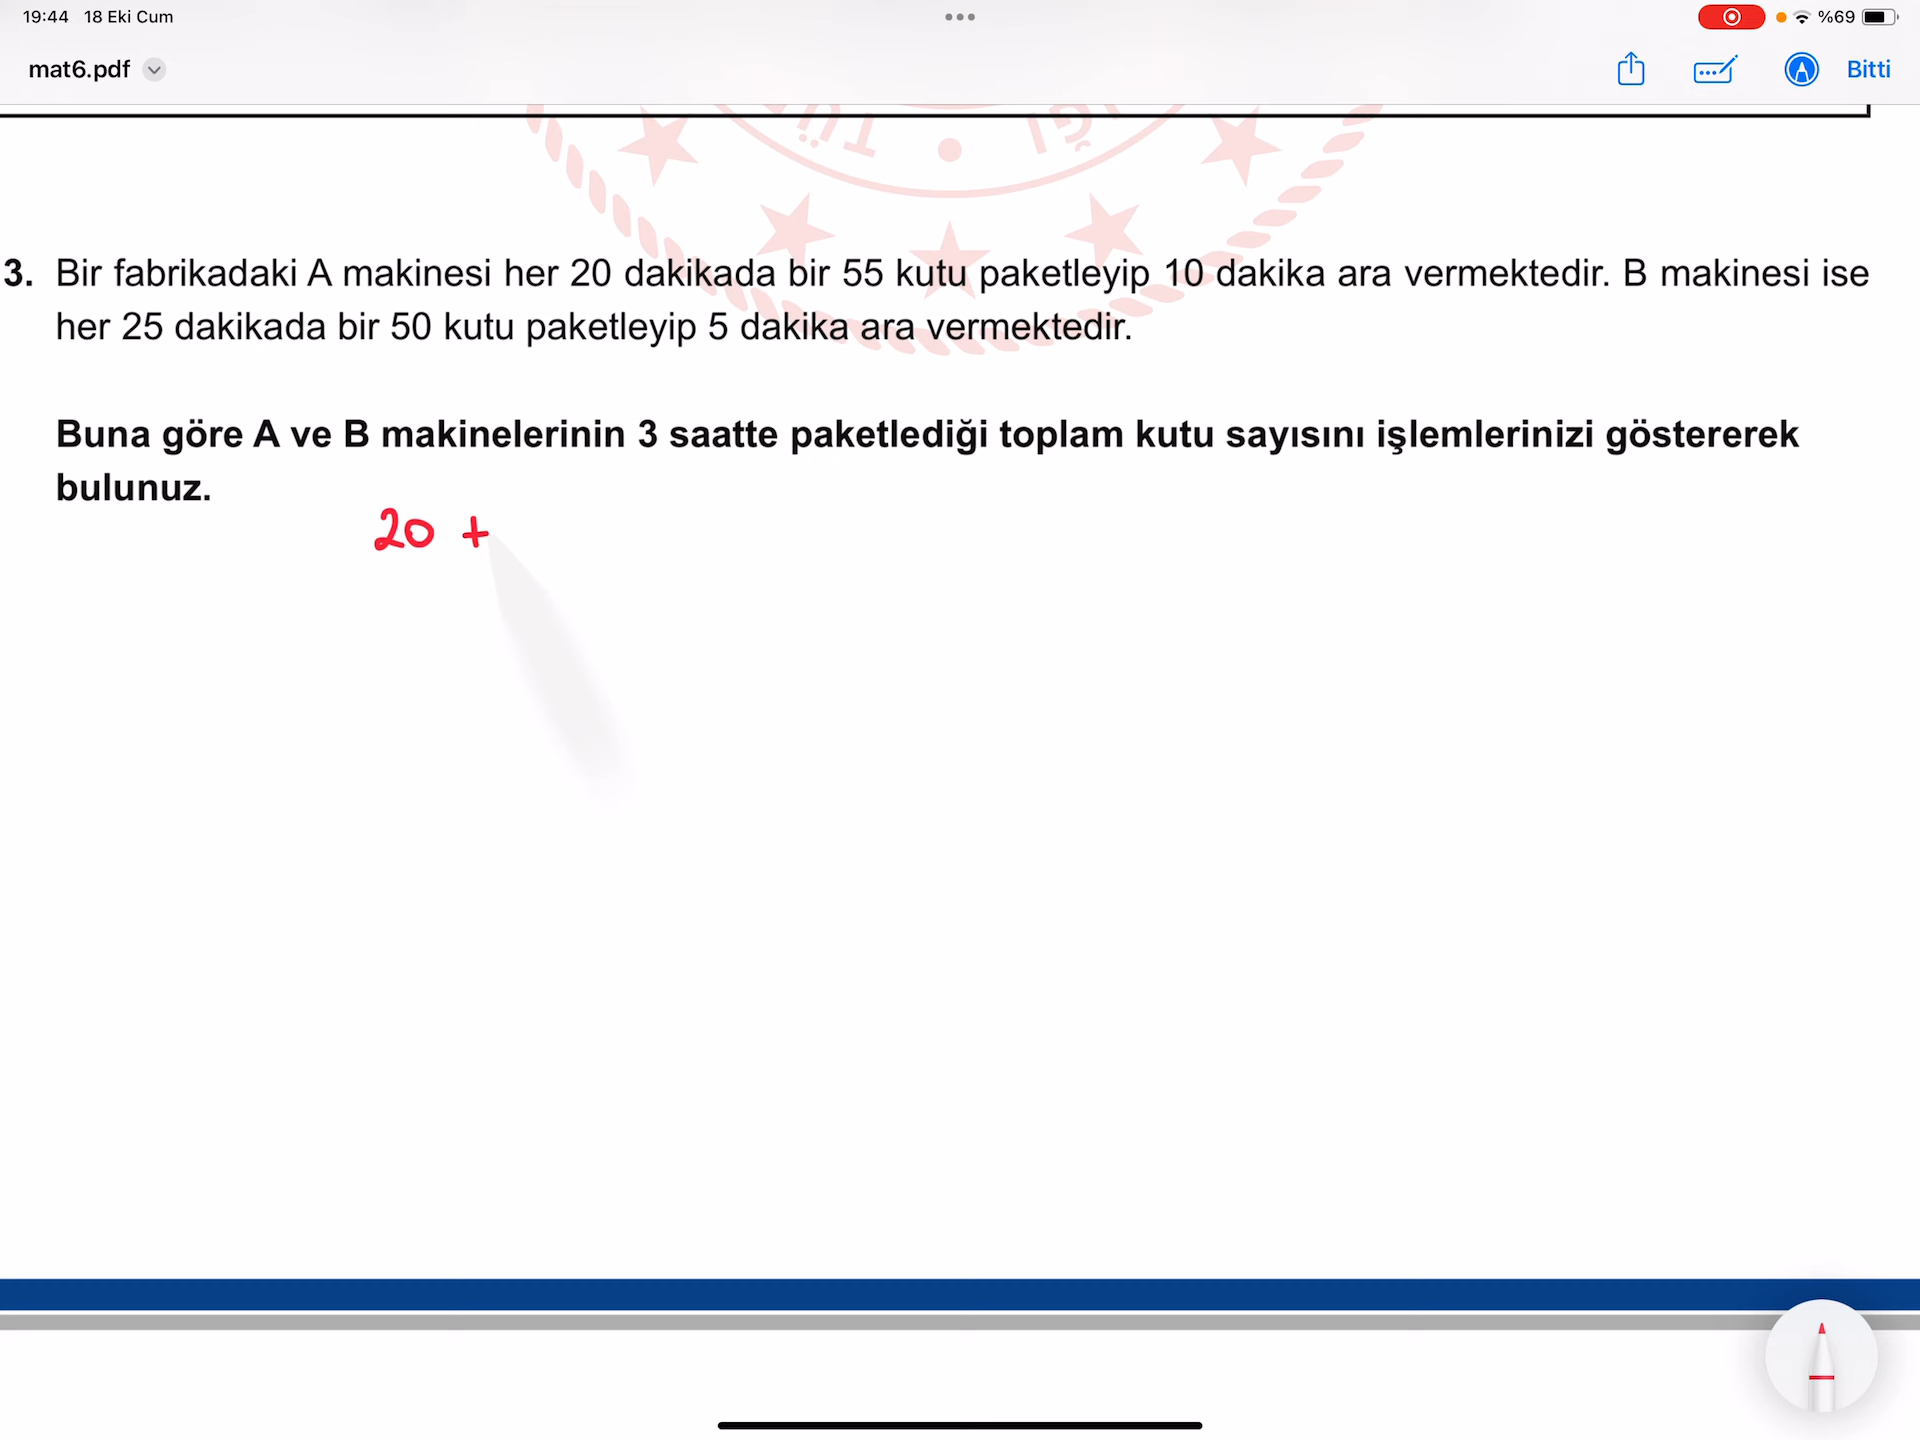 19:44 18 Eki Cum
%69
mat6.pdf
Bitti
TÜ
IĞI
3. Bir fabrikadaki A makinesi her 20 dakikada bir 55 kutu paketleyip 10 dakika ara vermektedir. B makinesi ise
her 25 dakikada bir 50 kutu paketleyip 5 dakika ara vermektedir.
Buna göre A ve B makinelerinin 3 saatte paketlediği toplam kutu sayısını işlemlerinizi göstererek
bulunuz.
20 +